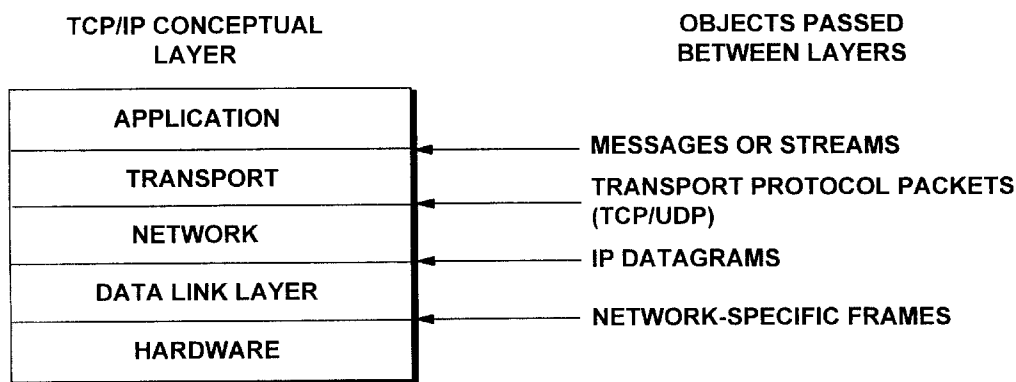 TCP/IP CONCEPTUAL
LAYER
OBJECTS PASSED
BETWEEN LAYERS
APPLICATION
MESSAGES OR STREAMS
TRANSPORT
TRANSPORT PROTOCOL PACKETS
(TCP/UDP)
NETWORK
IP DATAGRAMS
DATA LINK LAYER
NETWORK-SPECIFIC FRAMES
HARDWARE